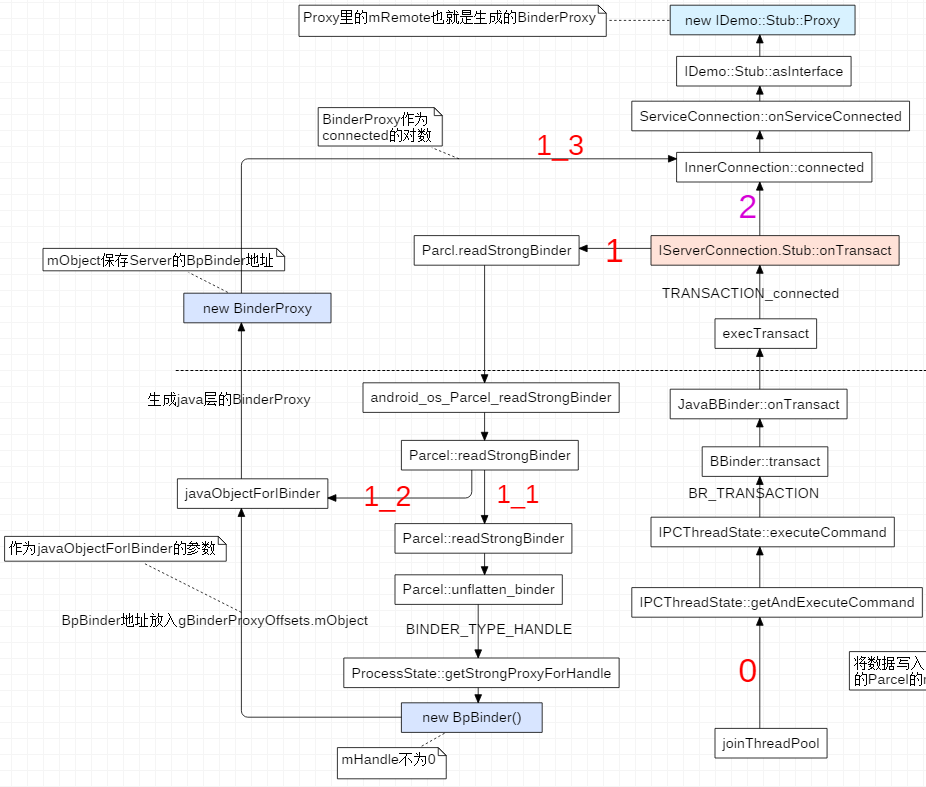 Proxy里的mRemote也就是生成的BinderProxy
new IDemo::Stub::Proxy
IDemo::Stub::asInterface
ServiceConnection::onServiceConnected
BinderProxy作为
connected的对数
1_3
InnerConnection::connected
2
Parcl.readStrongBinder
1
IServerConnection.Stub::onTransact
mObject保存Server的BpBinder地址
TRANSACTION_connected
new BinderProxy
execTransact
生成java层的BinderProxy
android_os_Parcel_readStrongBinder
JavaBBinder::onTransact
Parcel::readStrongBinder
BBinder::transact
javaObjectForIBinder
1_2
1_1
BR_TRANSACTION
作为javaObjectForIBinder的参数
Parcel::readStrongBinder
IPCThreadState::executeCommand
Parcel::unflatten_binder
IPCThreadState::getAndExecuteCommand
BpBinder地址放入gBinderProxyOffsets.mObject
BINDER_TYPE_HANDLE
ProcessState::getStrongProxyForHandle
0
将数据写入
的Parcel的
new BpBinder()
joinThreadPool
mHandle不为0